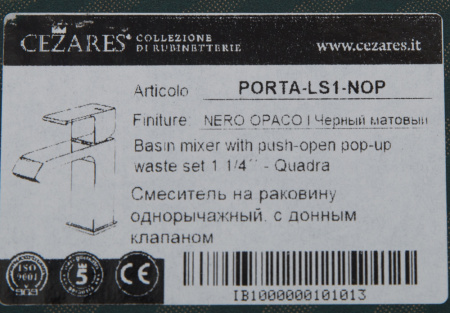 CEZARES COLLEZIONE
DI RUBINETTERIE
www.cezares.it
Articolo PORTA-LS1-NOP
Finiture: NERO OPACO | Черный матовый
Basin mixer with push-open pop-up
waste set 1 1/4´´ - Quadra
Смеситель на раковину
однорычажный, с донным
клапаном
ISO
9001
5
CE
IB1000000101013